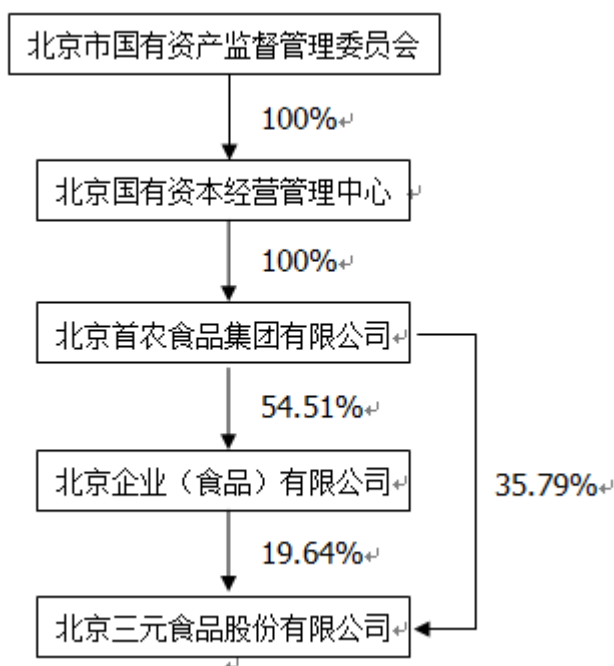 北京市国有资产监督管理委员会
100%
北京国有资本经营管理中心
100%
北京首农食品集团有限公司
54.51%
北京企业（食品）有限公司
35.79%
19.64%
北京三元食品股份有限公司